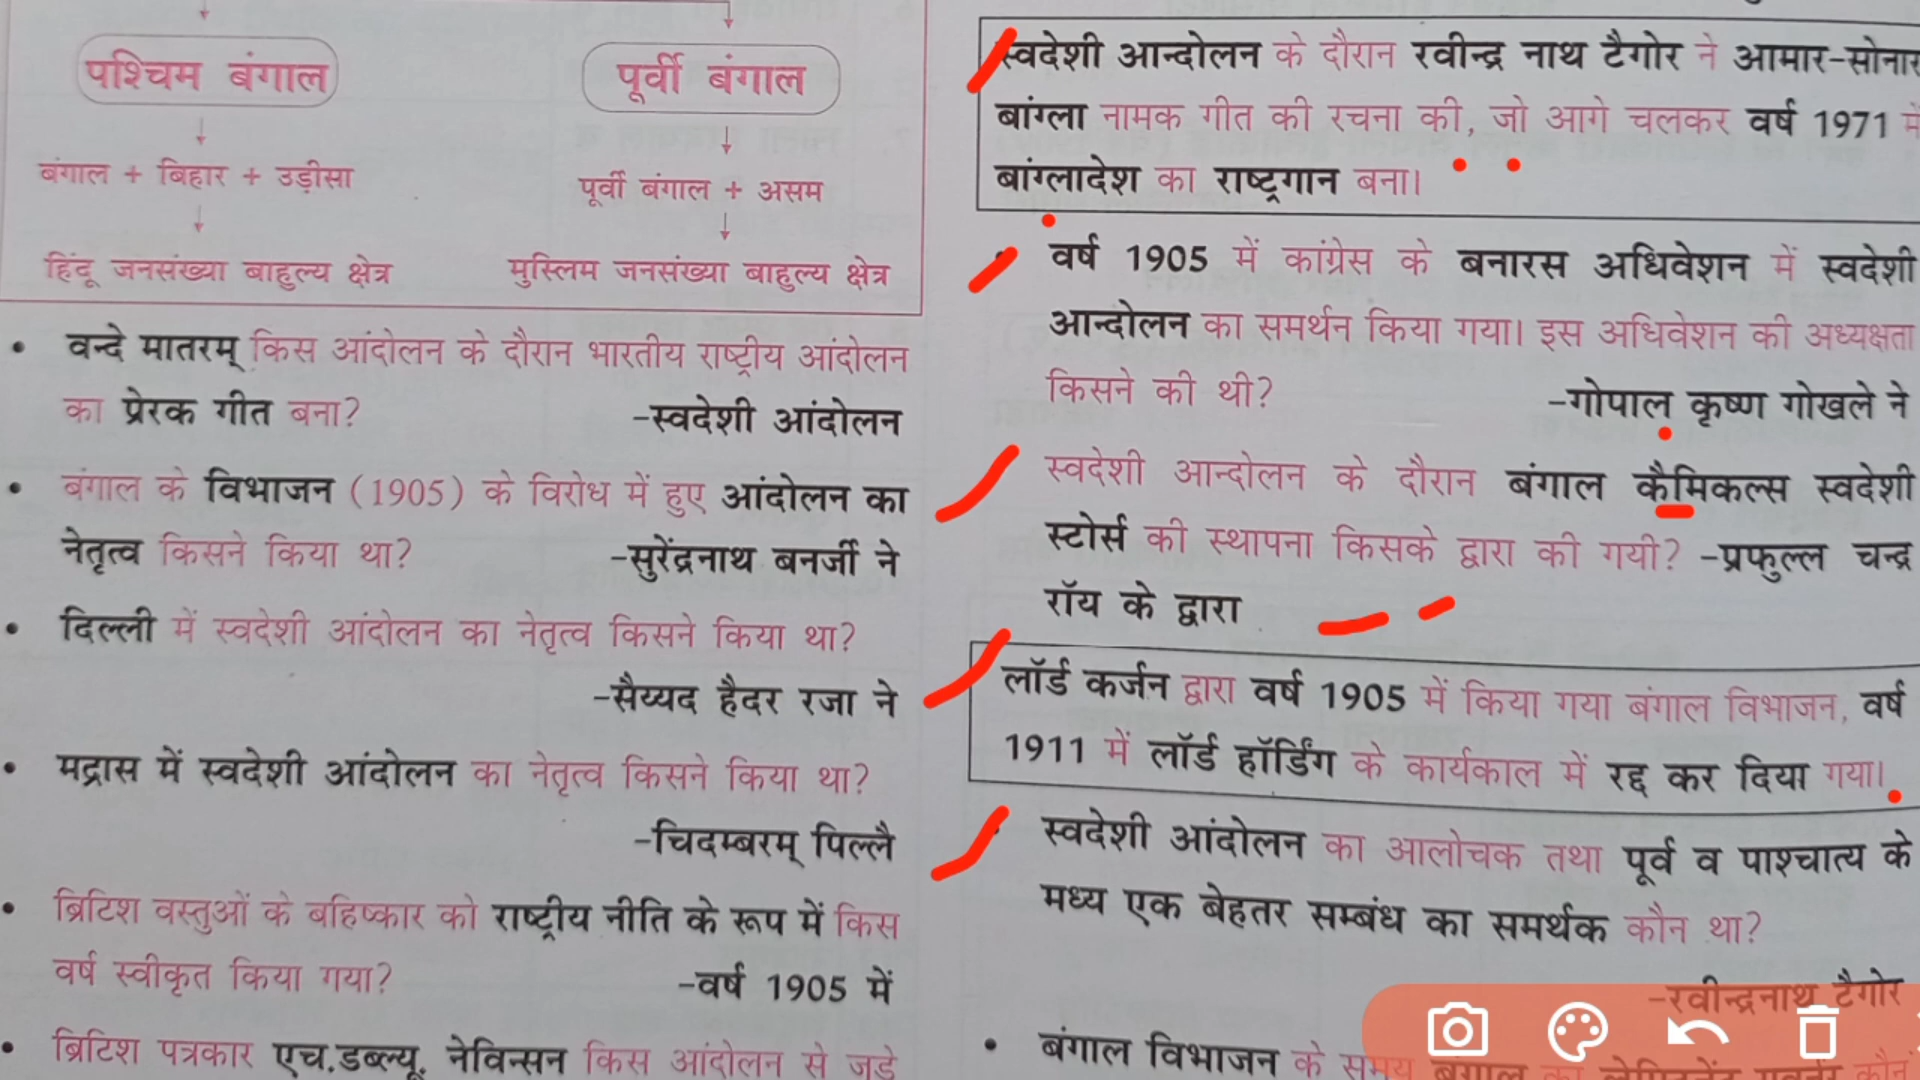 पश्चिम बंगाल
पूर्वी बंगाल
बंगाल + बिहार + उड़ीसा
पूर्वी बंगाल + असम
हिंदू जनसंख्या बाहुल्य क्षेत्र
मुस्लिम जनसंख्या बाहुल्य क्षेत्र
• वन्दे मातरम् किस आंदोलन के दौरान भारतीय राष्ट्रीय आंदोलन
का प्रेरक गीत बना? -स्वदेशी आंदोलन
• बंगाल के विभाजन (1905) के विरोध में हुए आंदोलन का
नेतृत्व किसने किया था? -सुरेंद्रनाथ बनर्जी ने
• दिल्ली में स्वदेशी आंदोलन का नेतृत्व किसने किया था?
-सैय्यद हैदर रजा ने
• मद्रास में स्वदेशी आंदोलन का नेतृत्व किसने किया था?
-चिदम्बरम् पिल्लै
• ब्रिटिश वस्तुओं के बहिष्कार को राष्ट्रीय नीति के रूप में किस
वर्ष स्वीकृत किया गया? -वर्ष 1905 में
• ब्रिटिश पत्रकार एच.डब्ल्यू. नेविन्सन किस आंदोलन से जुड़े
स्वदेशी आन्दोलन के दौरान रवीन्द्र नाथ टैगोर ने आमार-सोनार
बांग्ला नामक गीत की रचना की, जो आगे चलकर वर्ष 1971 में
बांग्लादेश का राष्ट्रगान बना।
वर्ष 1905 में कांग्रेस के बनारस अधिवेशन में स्वदेशी
आन्दोलन का समर्थन किया गया। इस अधिवेशन की अध्यक्षता
किसने की थी? -गोपाल कृष्ण गोखले ने
स्वदेशी आन्दोलन के दौरान बंगाल कैमिकल्स स्वदेशी
स्टोर्स की स्थापना किसके द्वारा की गयी? -प्रफुल्ल चन्द्र
रॉय के द्वारा
लॉर्ड कर्जन द्वारा वर्ष 1905 में किया गया बंगाल विभाजन, वर्ष
1911 में लॉर्ड हॉर्डिंग के कार्यकाल में रद्द कर दिया गया।
स्वदेशी आंदोलन का आलोचक तथा पूर्व व पाश्चात्य के
मध्य एक बेहतर सम्बंध का समर्थक कौन था?
-रवीन्द्रनाथ टैगोर
• बंगाल विभाजन के समय बंगाल का लेफ्टिनेंट गवर्नर कौन